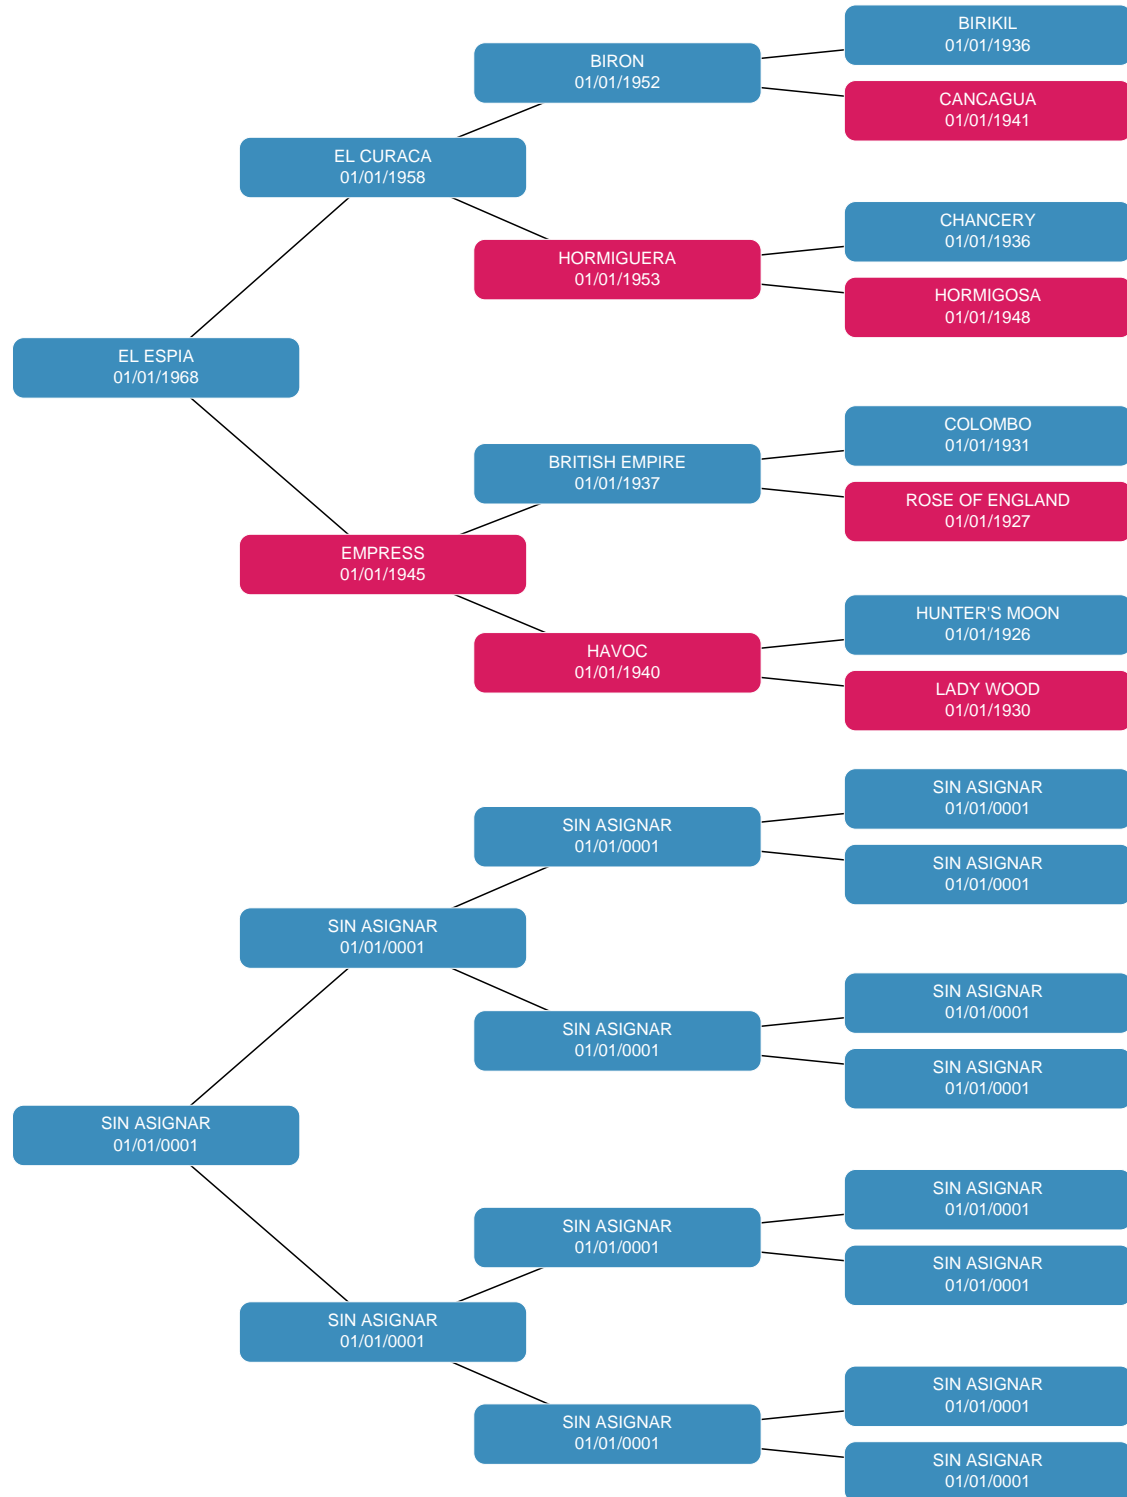 BIRIKIL
01/01/1936
BIRON
01/01/1952
CANCAGUA
01/01/1941
EL CURACA
01/01/1958
CHANCERY
01/01/1936
HORMIGUERA
01/01/1953
HORMIGOSA
01/01/1948
EL ESPIA
01/01/1968
COLOMBO
01/01/1931
BRITISH EMPIRE
01/01/1937
ROSE OF ENGLAND
01/01/1927
EMPRESS
01/01/1945
HUNTER'S MOON
01/01/1926
HAVOC
01/01/1940
LADY WOOD
01/01/1930
SIN ASIGNAR
01/01/0001
SIN ASIGNAR
01/01/0001
SIN ASIGNAR
01/01/0001
SIN ASIGNAR
01/01/0001
SIN ASIGNAR
01/01/0001
SIN ASIGNAR
01/01/0001
SIN ASIGNAR
01/01/0001
SIN ASIGNAR
01/01/0001
SIN ASIGNAR
01/01/0001
SIN ASIGNAR
01/01/0001
SIN ASIGNAR
01/01/0001
SIN ASIGNAR
01/01/0001
SIN ASIGNAR
01/01/0001
SIN ASIGNAR
01/01/0001
SIN ASIGNAR
01/01/0001